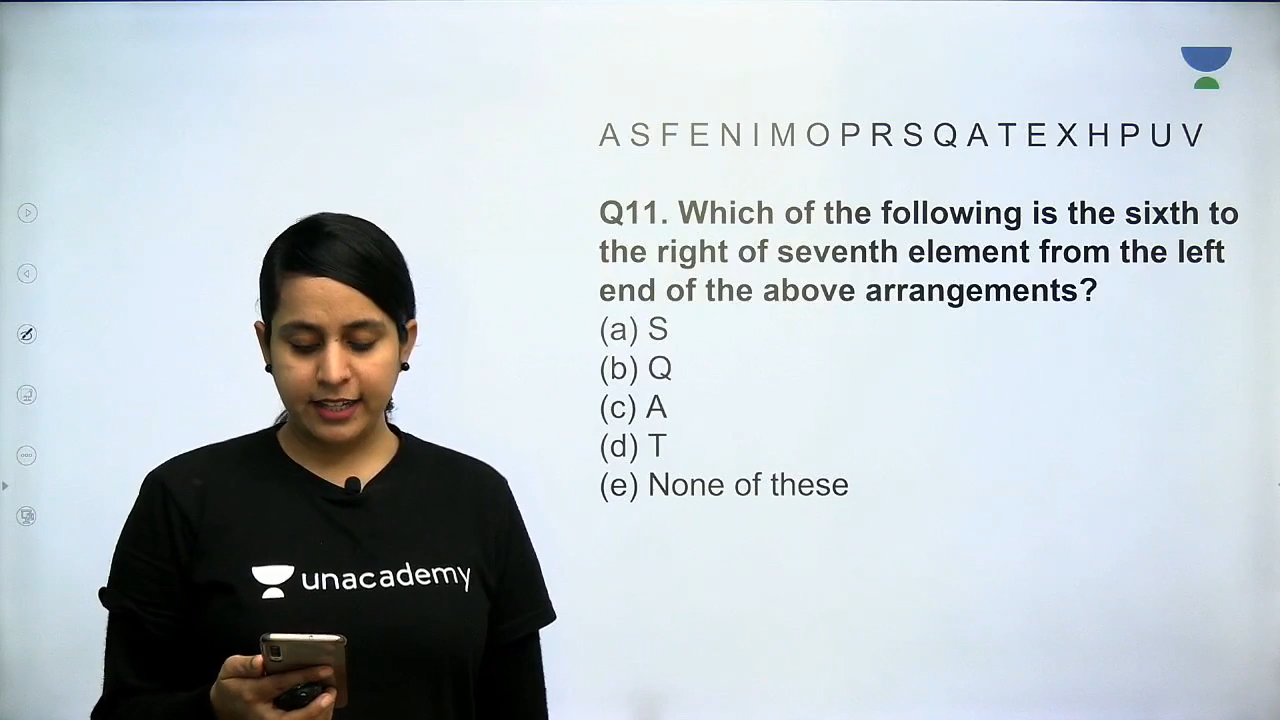 A S F E N I M O P R S Q A T E X H P U V
Q11. Which of the following is the sixth to
the right of seventh element from the left
end of the above arrangements?
(a) S
(b) Q
(c) A
(d) T
(e) None of these
unacademy